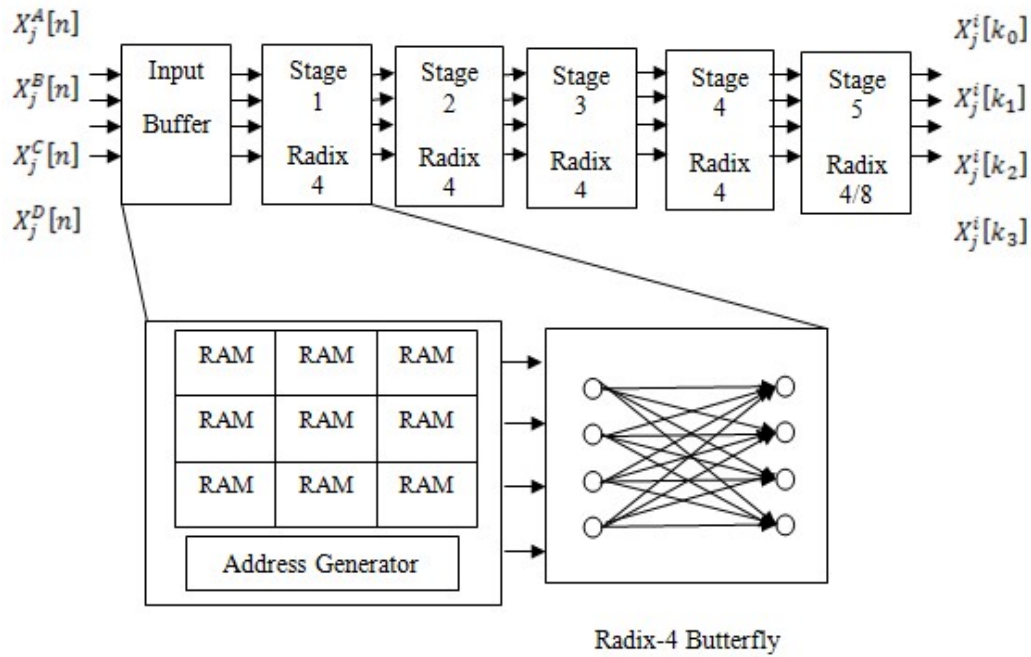 $X_j^A[n]$
$X_j^B[n]$
$X_j^C[n]$
$X_j^D[n]$
Input
Buffer
Stage
1
Radix
4
Stage
2
Radix
4
Stage
3
Radix
4
Stage
4
Radix
4
Stage
5
Radix
4/8
$X_j^i[k_0]$
$X_j^i[k_1]$
$X_j^i[k_2]$
$X_j^i[k_3]$
RAM RAM RAM
RAM RAM RAM
RAM RAM RAM
Address Generator
Radix-4 Butterfly